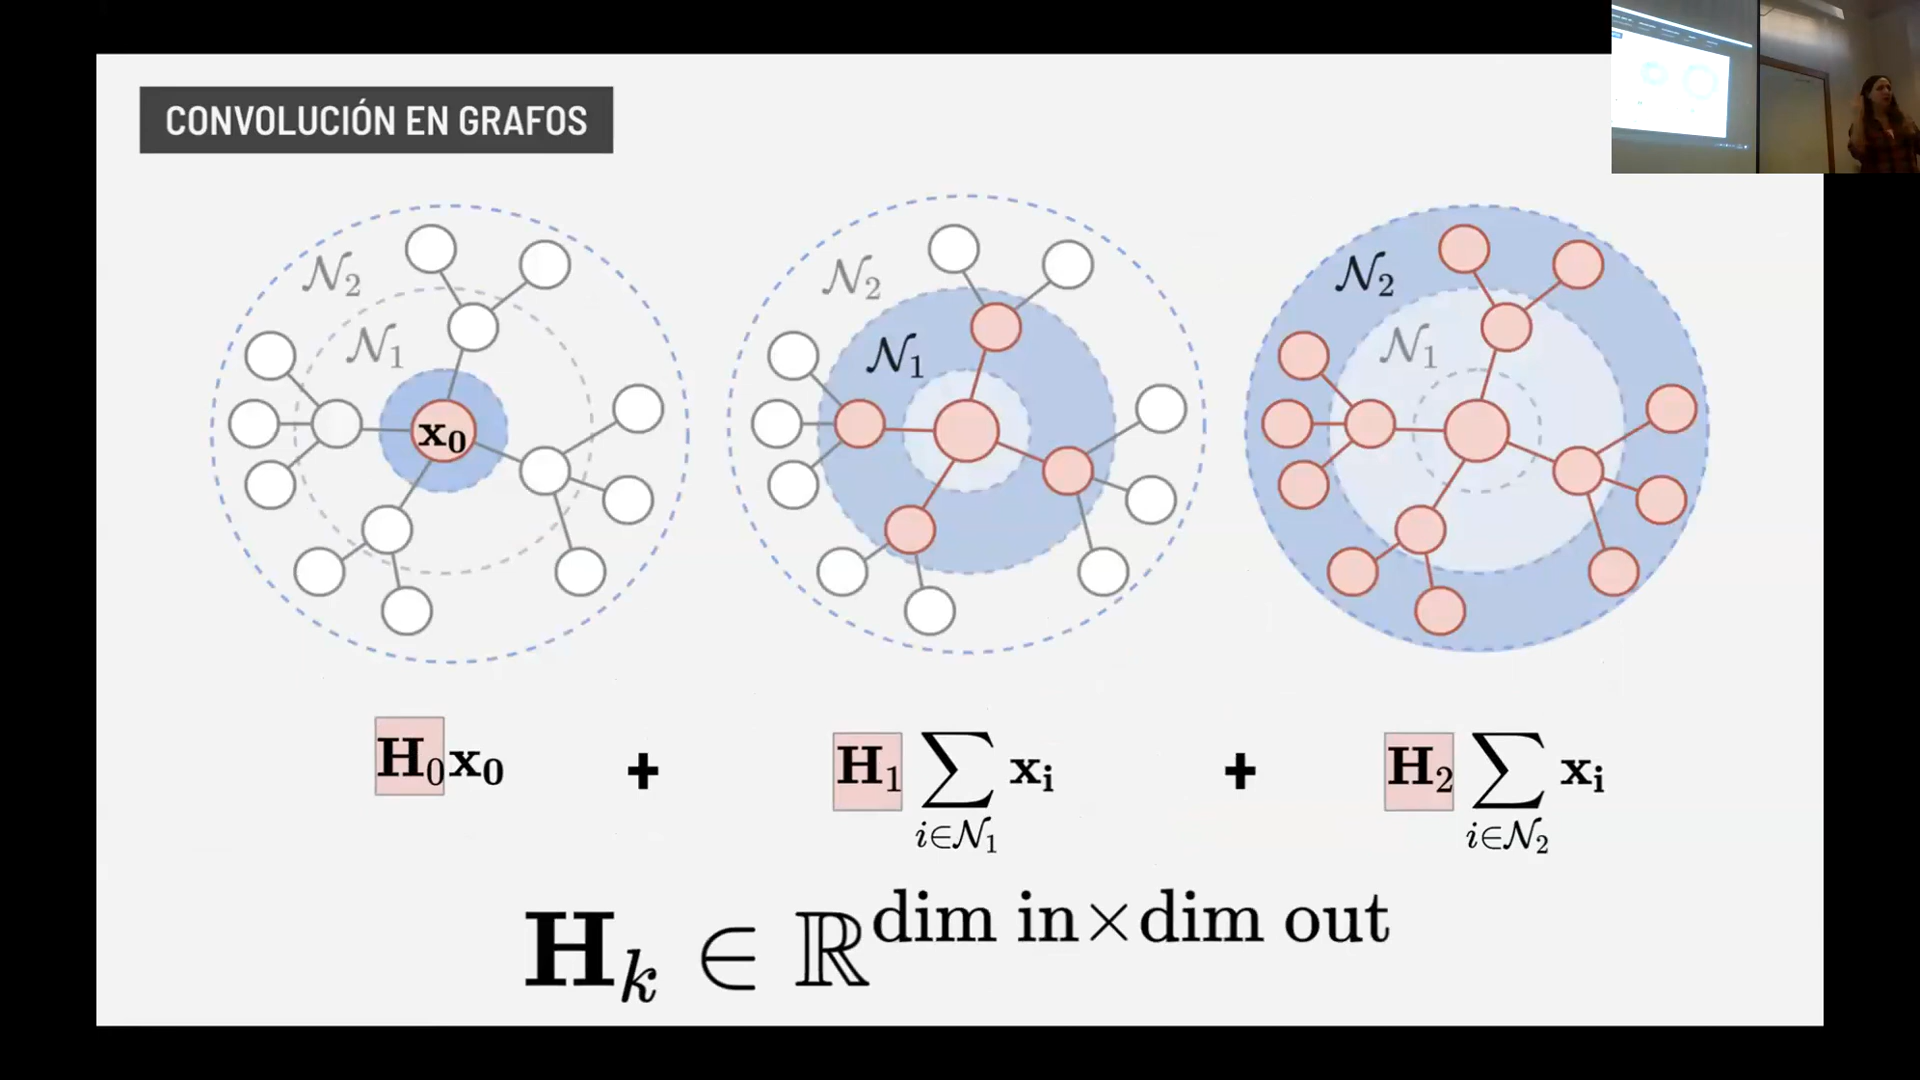 CONVOLUCIÓN EN GRAFOS
𝒩₂
𝒩₁
x₀
𝒩₂
𝒩₁
𝒩₂
𝒩₁
H₀x₀ + H₁ ∑ xᵢ + H₂ ∑ xᵢ
i∈𝒩₁ i∈𝒩₂
Hₖ ∈ ℝ^dim in×dim out